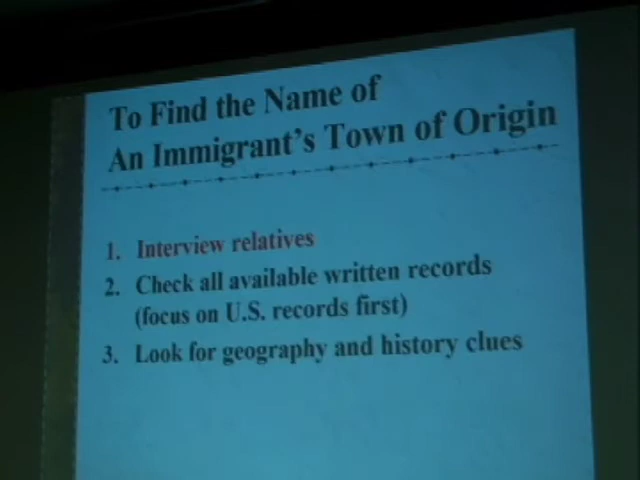 To Find the Name of
An Immigrant's Town of Origin
1. Interview relatives
2. Check all available written records
(focus on U.S. records first)
3. Look for geography and history clues